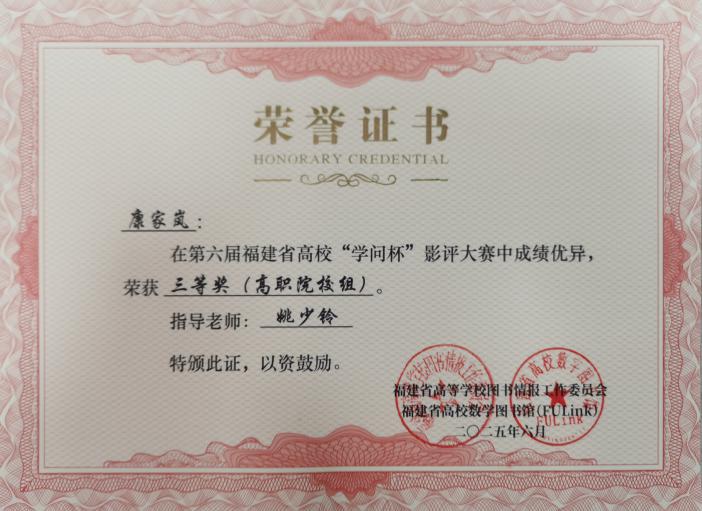 荣誉证书
HONORARY CREDENTIAL
康家岚：
在第六届福建省高校“学问杯”影评大赛中成绩优异，
荣获 三等奖（高职院校组）。
指导老师： 姚少铃
特颁此证，以资鼓励。
福建省高等学校图书情报工作委员会
福建省高校数字图书馆(FULink)
二〇二五年六月
FULink